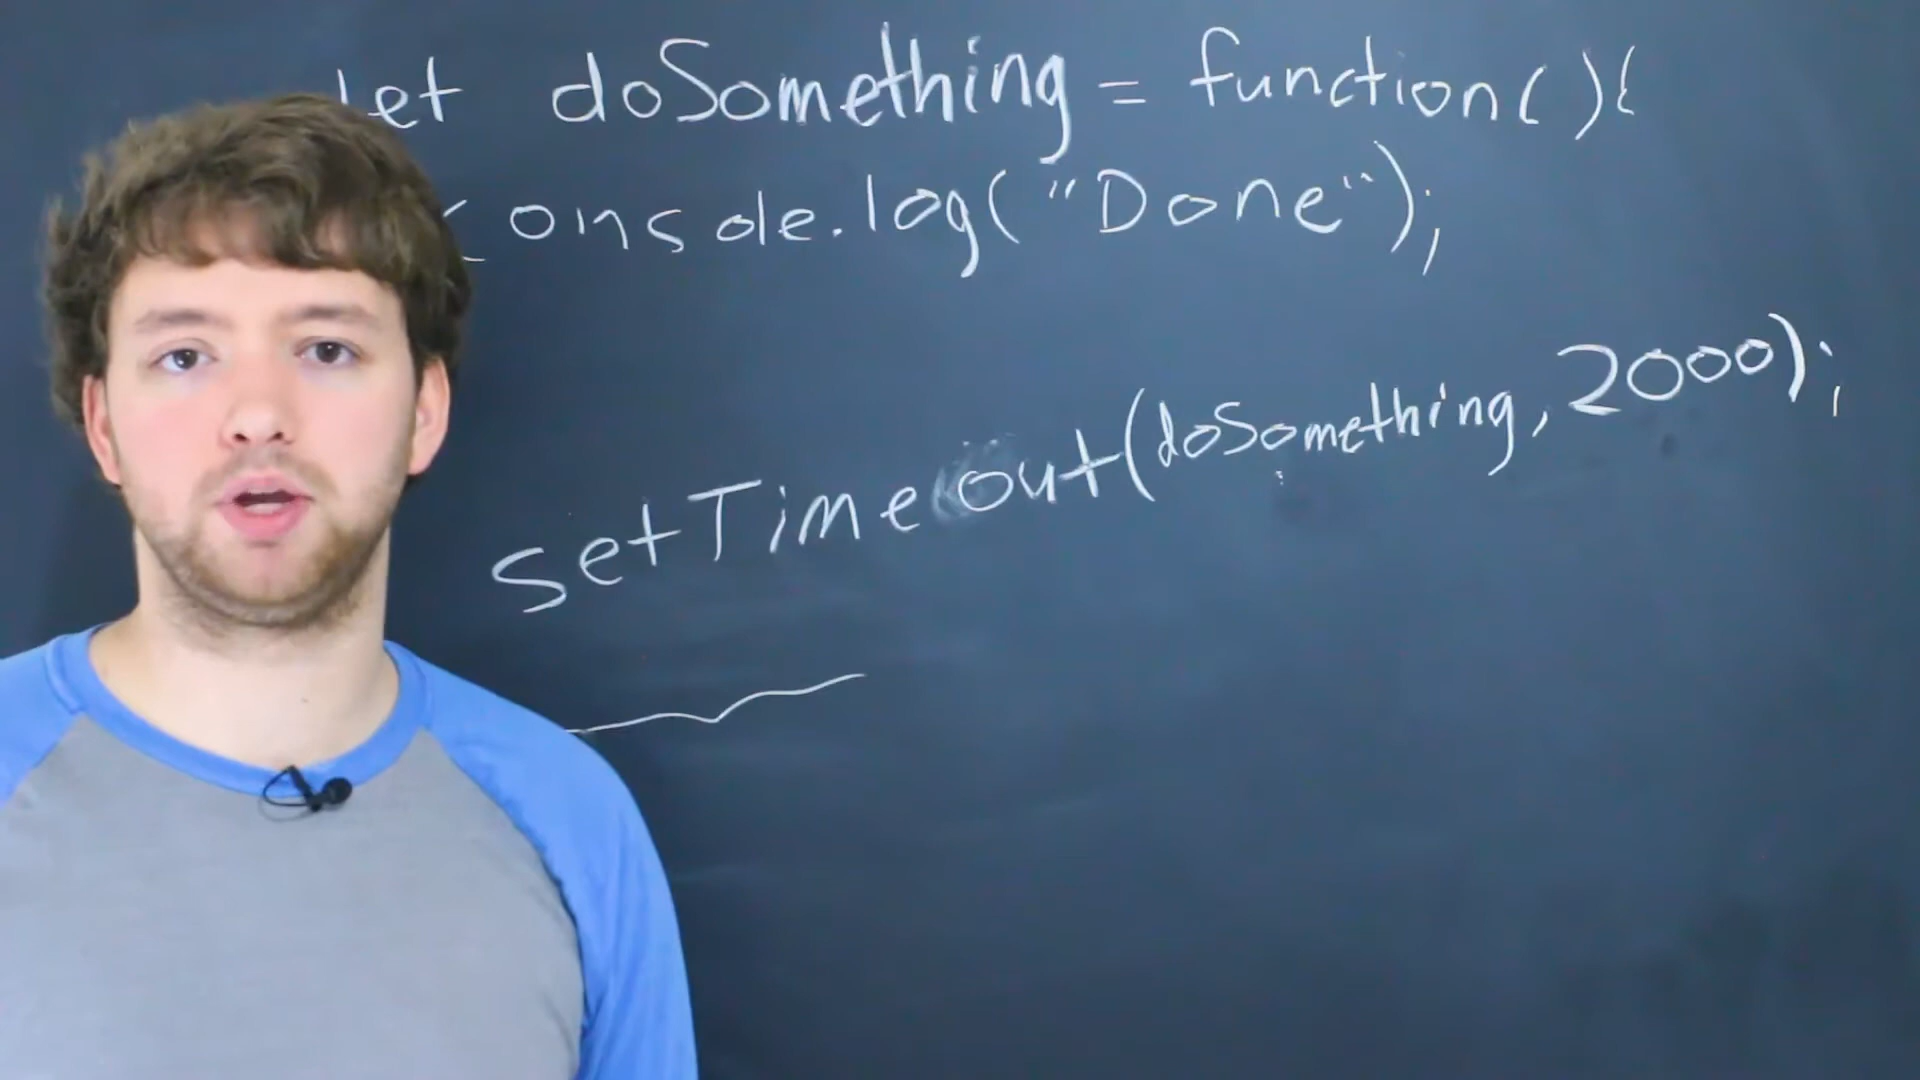 let doSomething = function(){
console.log("Done");
setTimeout(doSomething, 2000);